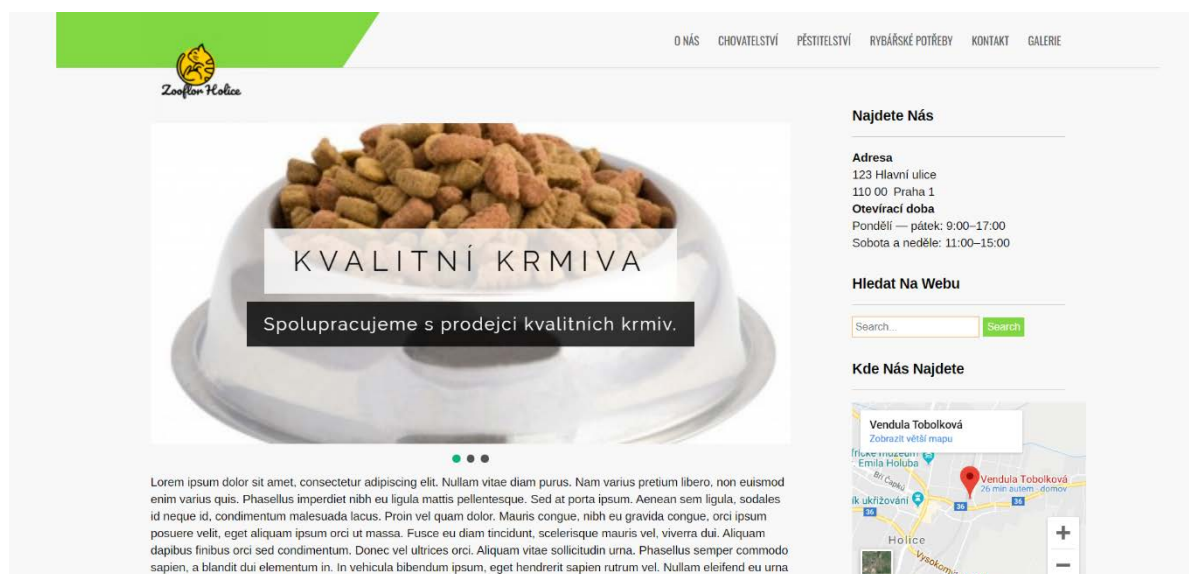 O NÁS CHOVATELSTVÍ PĚSTITELSTVÍ RYBÁŘSKÉ POTŘEBY KONTAKT GALERIE
Zooflor Holice
KVALITNÍ KRMIVA
Spolupracujeme s prodejci kvalitních krmiv.
Lorem ipsum dolor sit amet, consectetur adipiscing elit. Nullam vitae diam purus. Nam varius pretium libero, non euismod
enim varius quis. Phasellus imperdiet nibh eu ligula mattis pellentesque. Sed at porta ipsum. Aenean sem ligula, sodales
id neque id, condimentum malesuada lacus. Proin vel quam dolor. Mauris congue, nibh eu gravida congue, orci ipsum
posuere velit, eget aliquam ipsum orci ut massa. Fusce eu diam tincidunt, scelerisque mauris vel, viverra dui. Aliquam
dapibus finibus orci sed condimentum. Donec vel ultrices orci. Aliquam vitae sollicitudin urna. Phasellus semper commodo
sapien, a blandit dui elementum in. In vehicula bibendum ipsum, eget hendrerit sapien rutrum vel. Nullam eleifend eu urna
Najdete Nás
Adresa
123 Hlavní ulice
110 00 Praha 1
Otevírací doba
Pondělí — pátek: 9:00–17:00
Sobota a neděle: 11:00–15:00
Hledat Na Webu
Search... Search
Kde Nás Najdete
Vendula Tobolková
Zobrazit větší mapu
Emila Holuba
Bří Čapků
Vendula Tobolková
26 min autem - domov
ík ukřižování
36
36
36
Holice
Vysokom
+
−